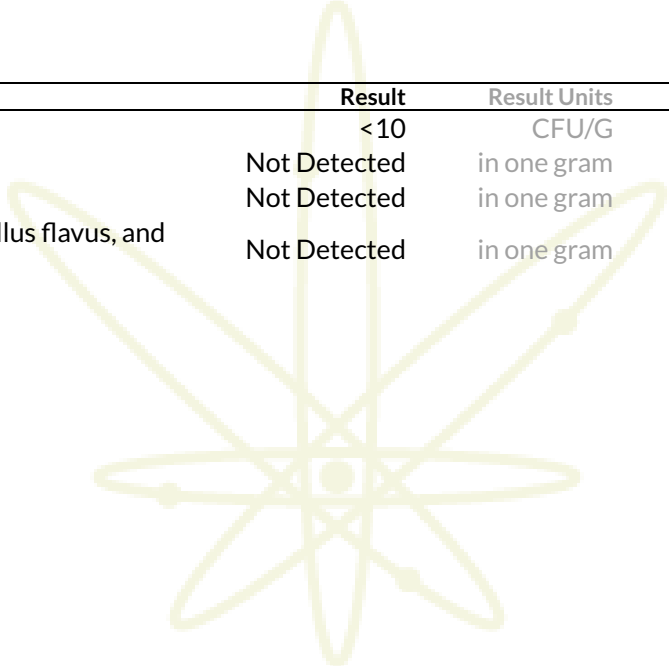 Result Result Units
<10 CFU/G
Not Detected in one gram
Not Detected in one gram
flavus, and
Not Detected in one gram